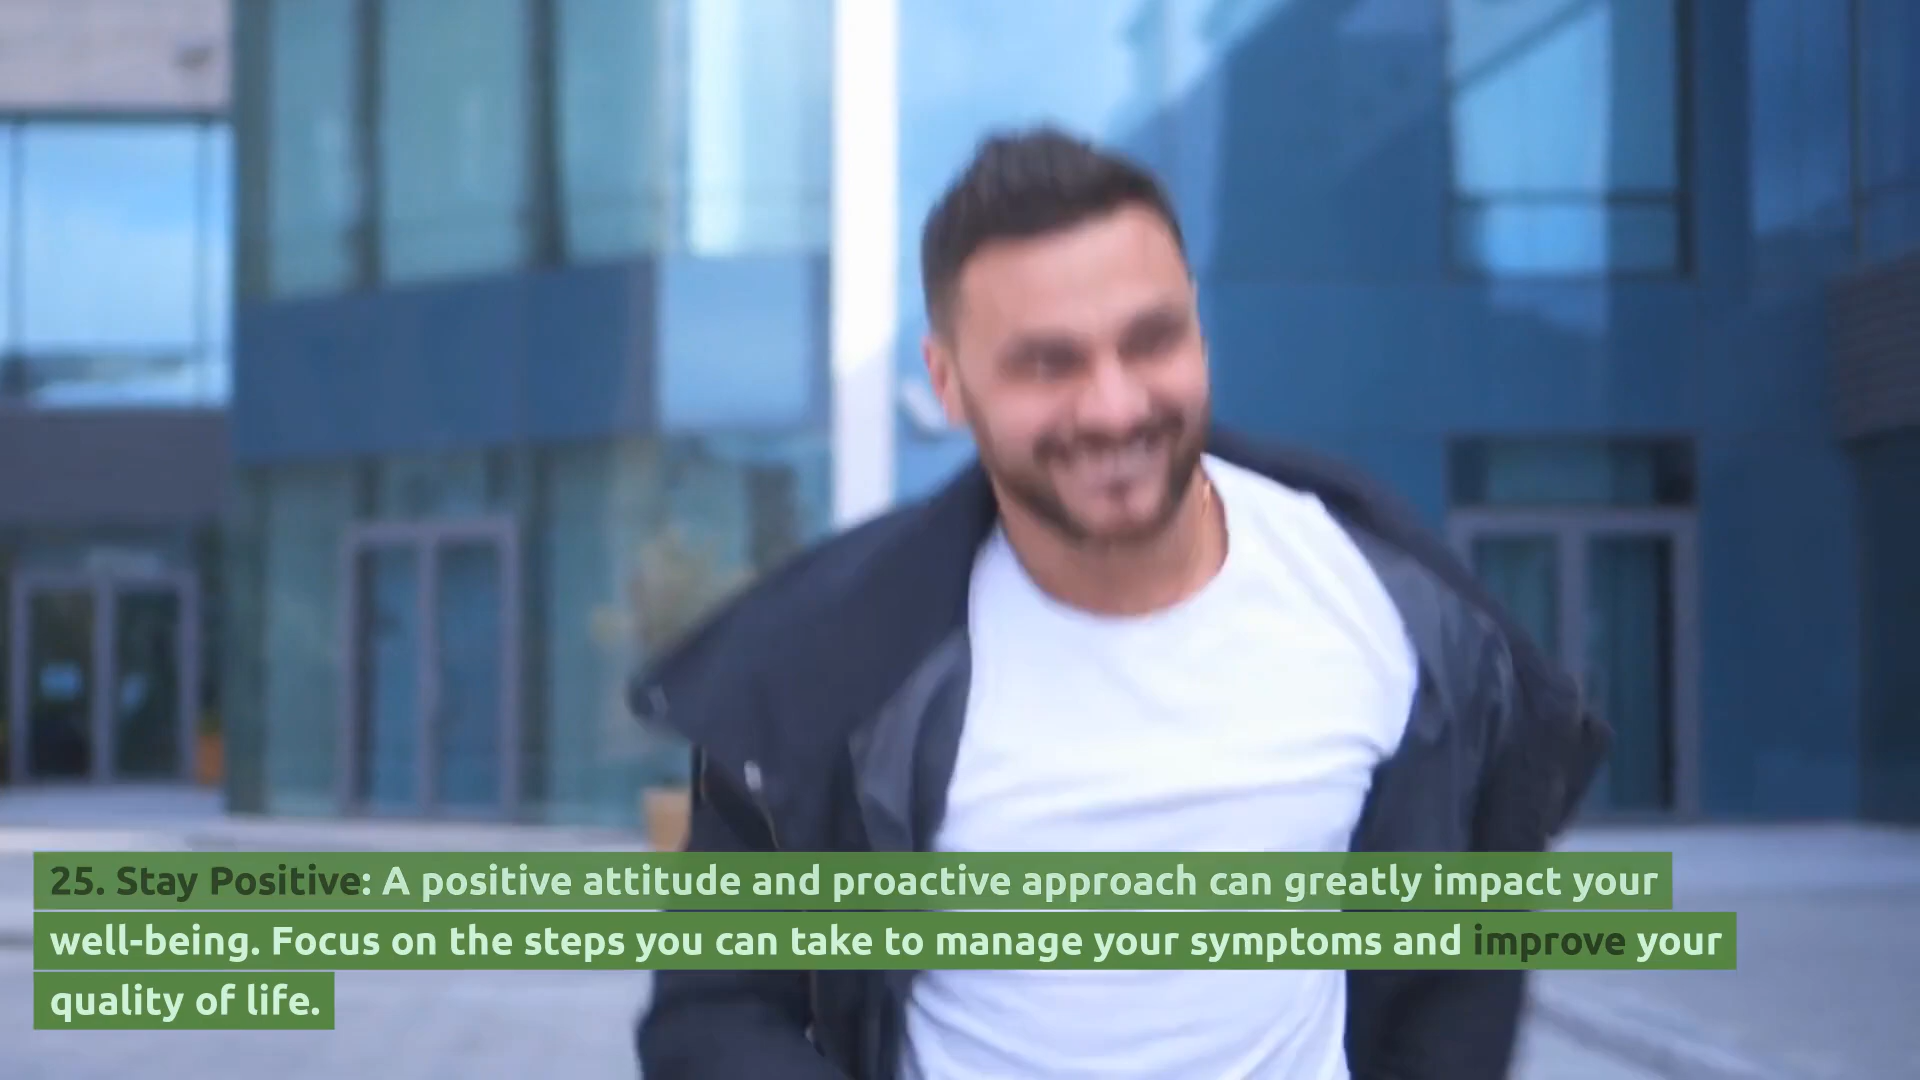 25. Stay Positive: A positive attitude and proactive approach can greatly impact your
well-being. Focus on the steps you can take to manage your symptoms and improve your
quality of life.